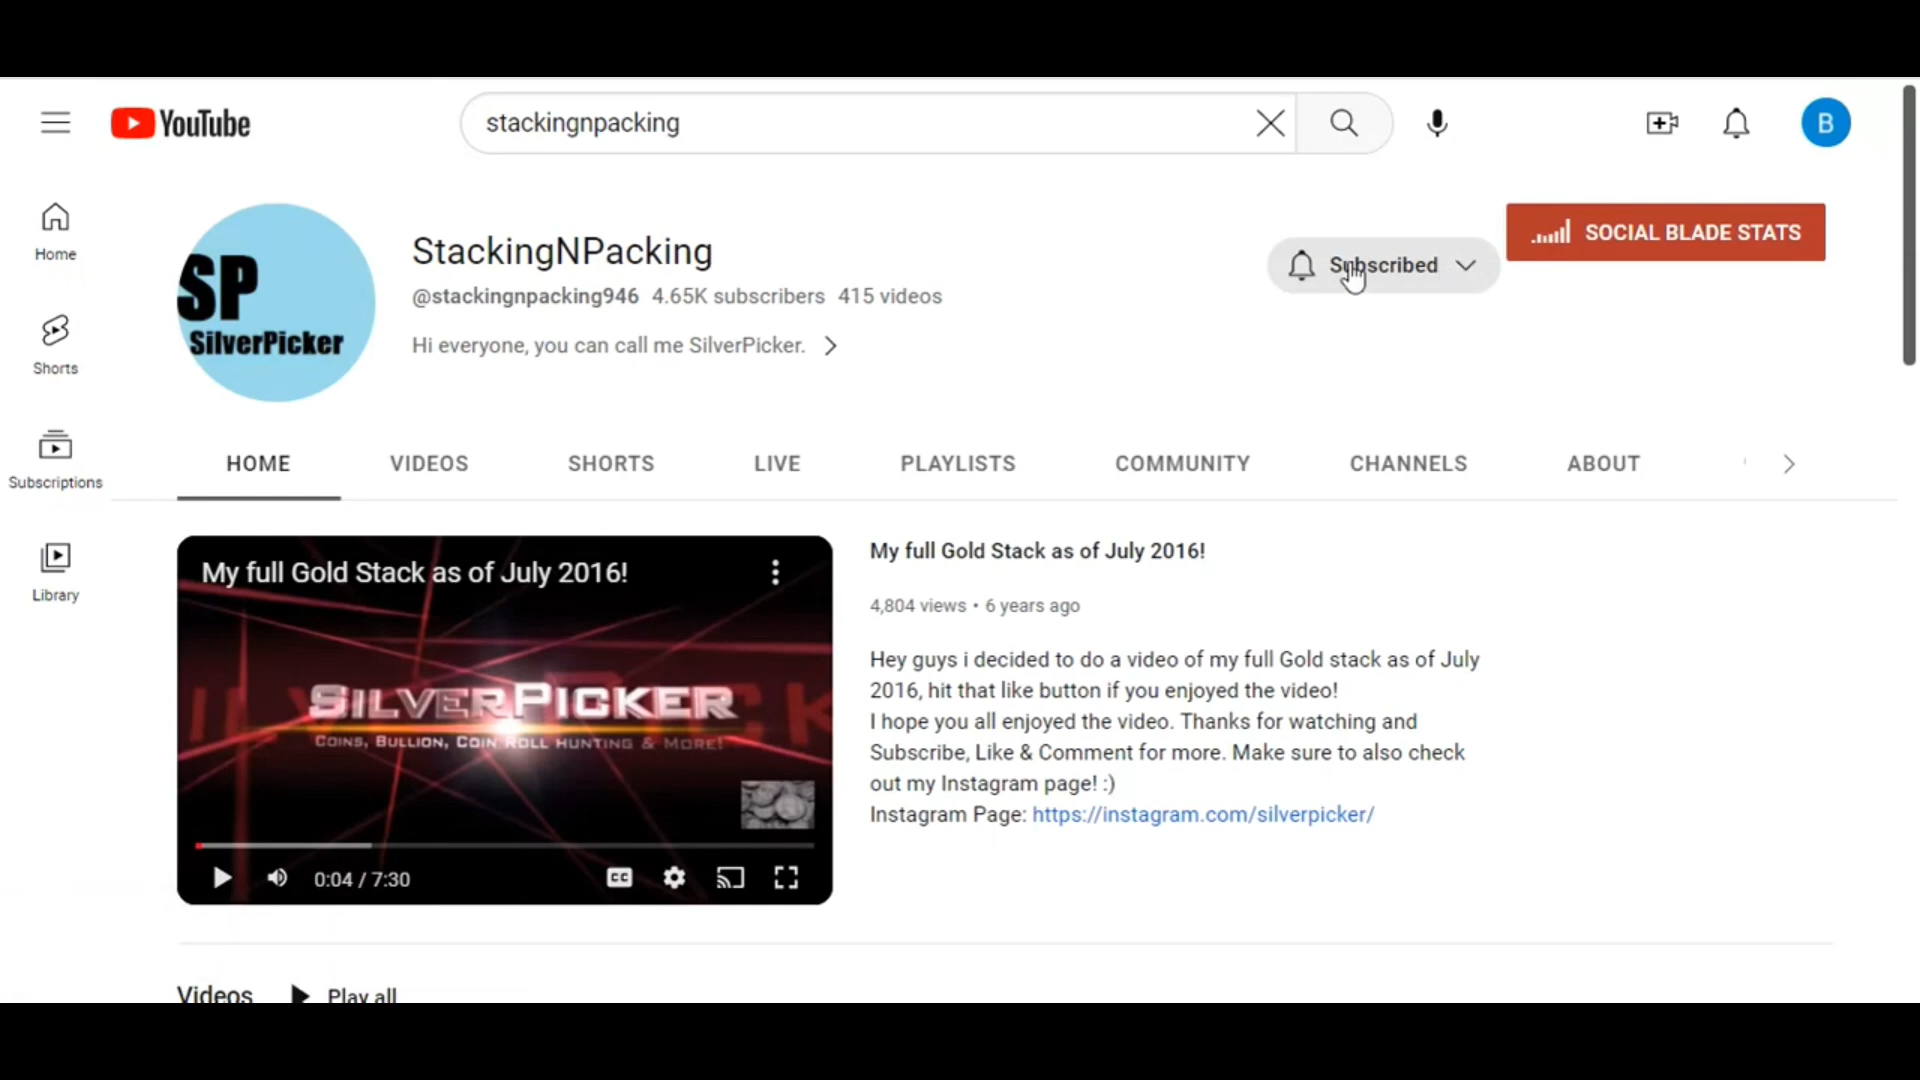 YouTube
stackingnpacking
B
Home
Shorts
Subscriptions
Library
SP
SilverPicker
StackingNPacking
@stackingnpacking946 4.65K subscribers 415 videos
Hi everyone, you can call me SilverPicker.
Subscribed
SOCIAL BLADE STATS
HOME VIDEOS SHORTS LIVE PLAYLISTS COMMUNITY CHANNELS ABOUT
My full Gold Stack as of July 2016!
SILVERPICKER
COINS, BULLION, COIN ROLL HUNTING & MORE!
0:04 / 7:30
CC
My full Gold Stack as of July 2016!
4,804 views • 6 years ago
Hey guys i decided to do a video of my full Gold stack as of July
2016, hit that like button if you enjoyed the video!
I hope you all enjoyed the video. Thanks for watching and
Subscribe, Like & Comment for more. Make sure to also check
out my Instagram page! :)
Instagram Page: https://instagram.com/silverpicker/
Videos Play all